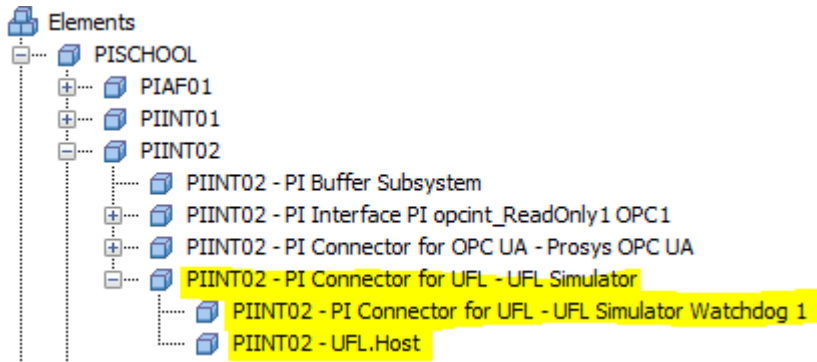 Elements
PISCHOOL
PIAF01
PIINT01
PIINT02
PIINT02 - PI Buffer Subsystem
PIINT02 - PI Interface PI opcint_ReadOnly1 OPC1
PIINT02 - PI Connector for OPC UA - Prosys OPC UA
PIINT02 - PI Connector for UFL - UFL Simulator
PIINT02 - PI Connector for UFL - UFL Simulator Watchdog 1
PIINT02 - UFL.Host